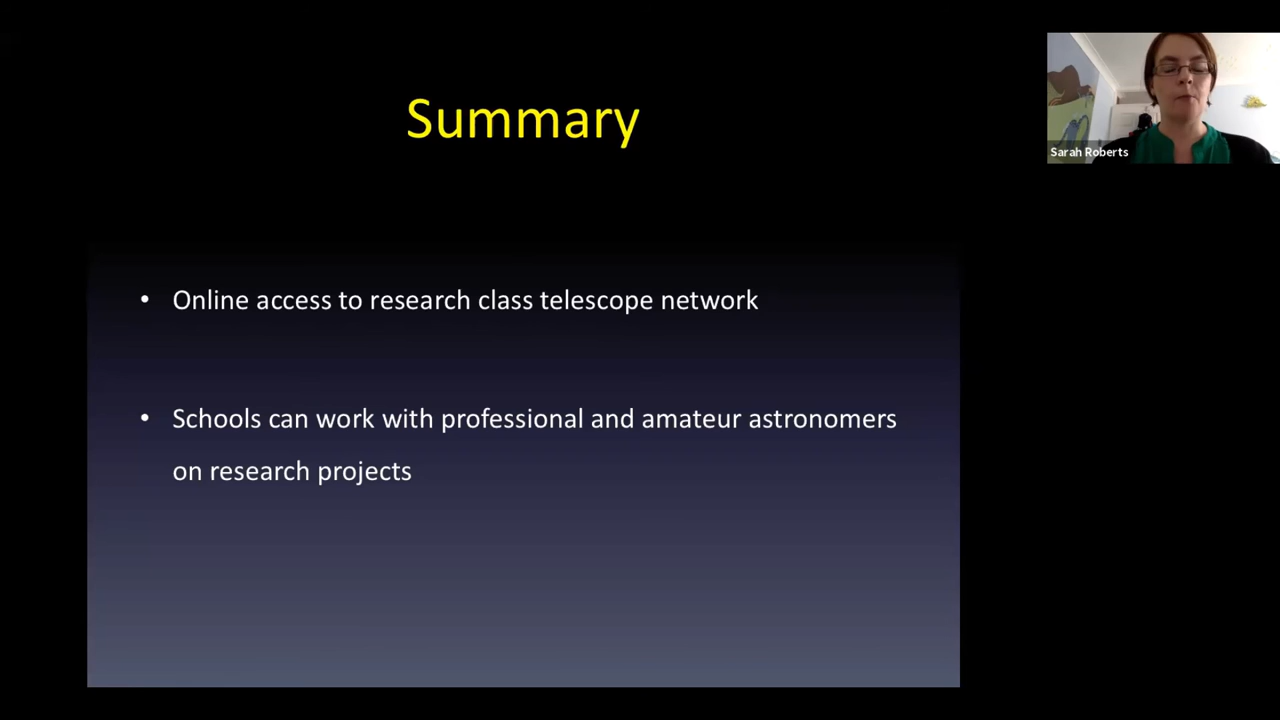 Summary
Sarah Roberts
• Online access to research class telescope network
• Schools can work with professional and amateur astronomers
on research projects